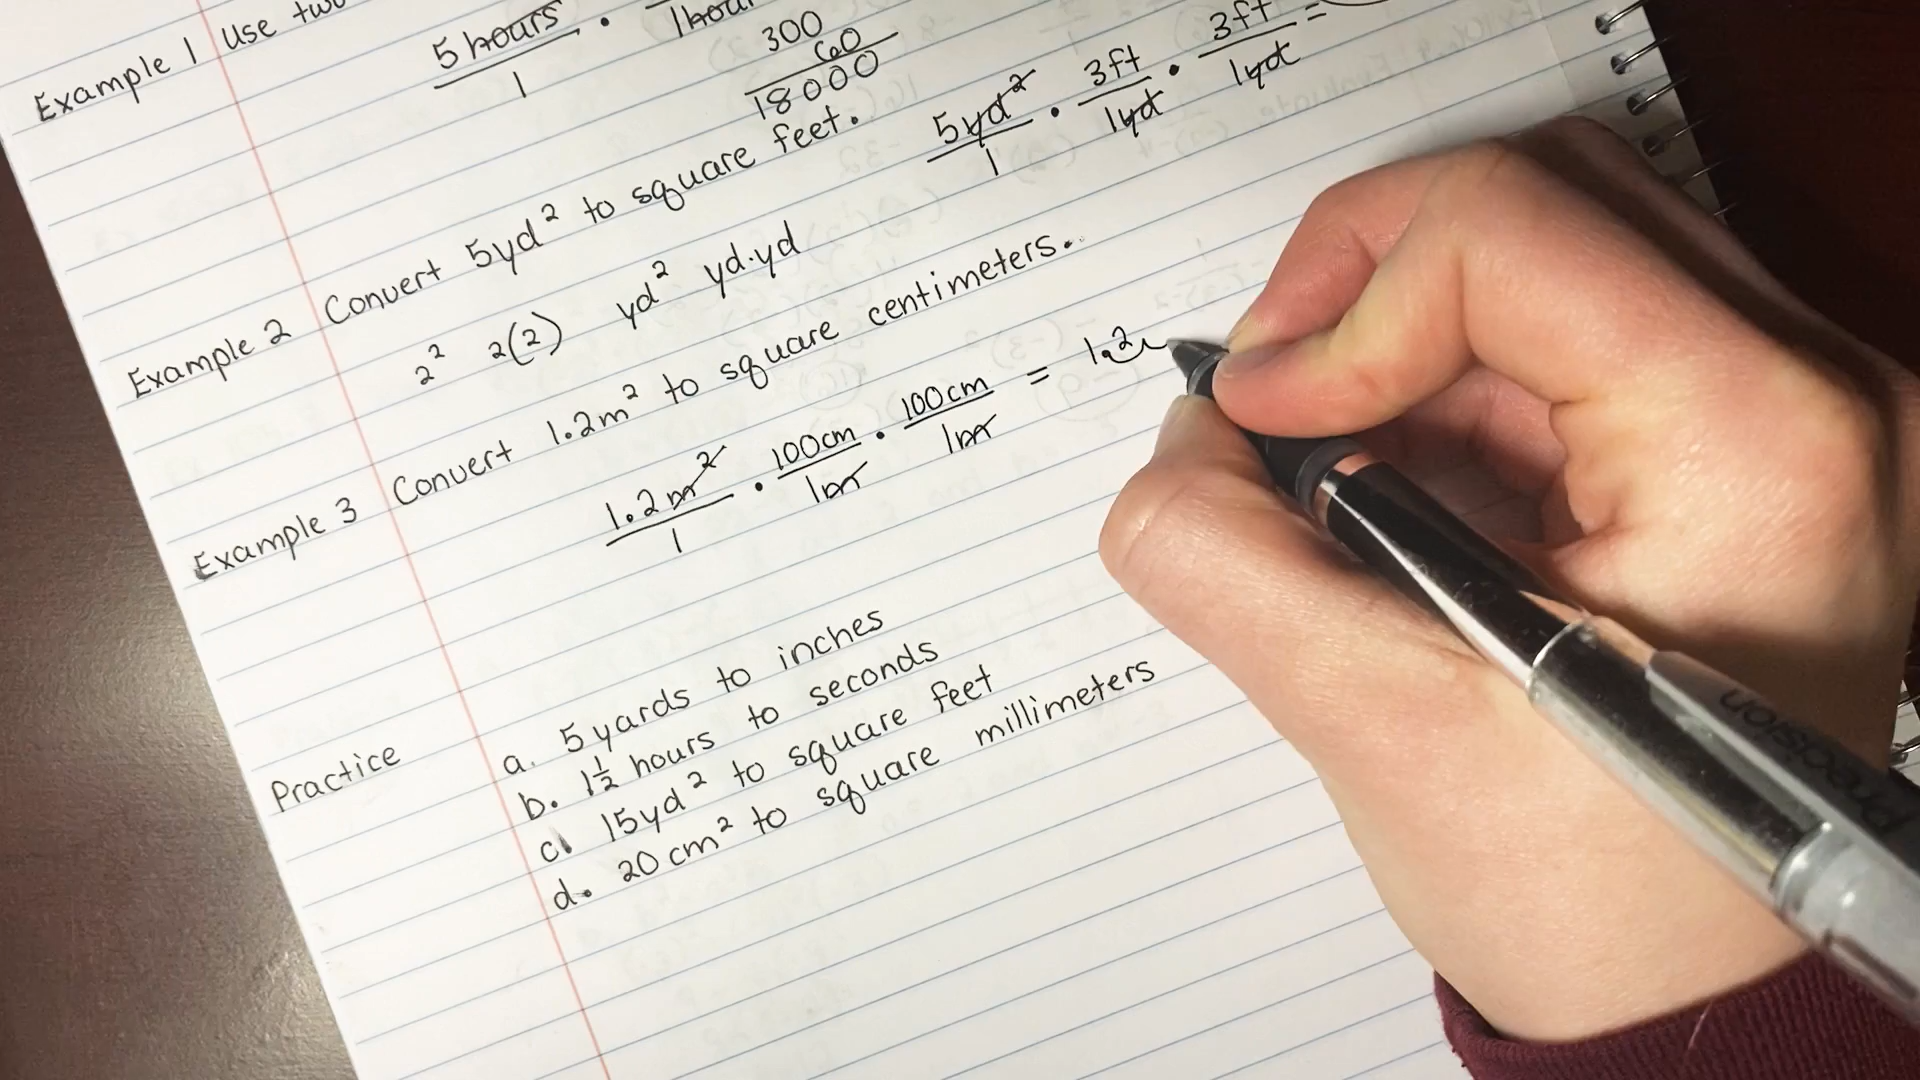 Example 1 Use two
5 hours / 1 · / 1 hour
300
60
18000
Example 2 Convert 5yd² to square feet.
5yd² / 1 · 3ft / 1yd · 3ft / 1yd =
2² 2(2) yd² yd·yd
Example 3 Convert 1.2m² to square centimeters.
1.2m² / 1 · 100cm / 1m · 100cm / 1m = 1.2
Practice a. 5 yards to inches
b. 1½ hours to seconds
c. 15yd² to square feet
d. 20 cm² to square millimeters
Precision